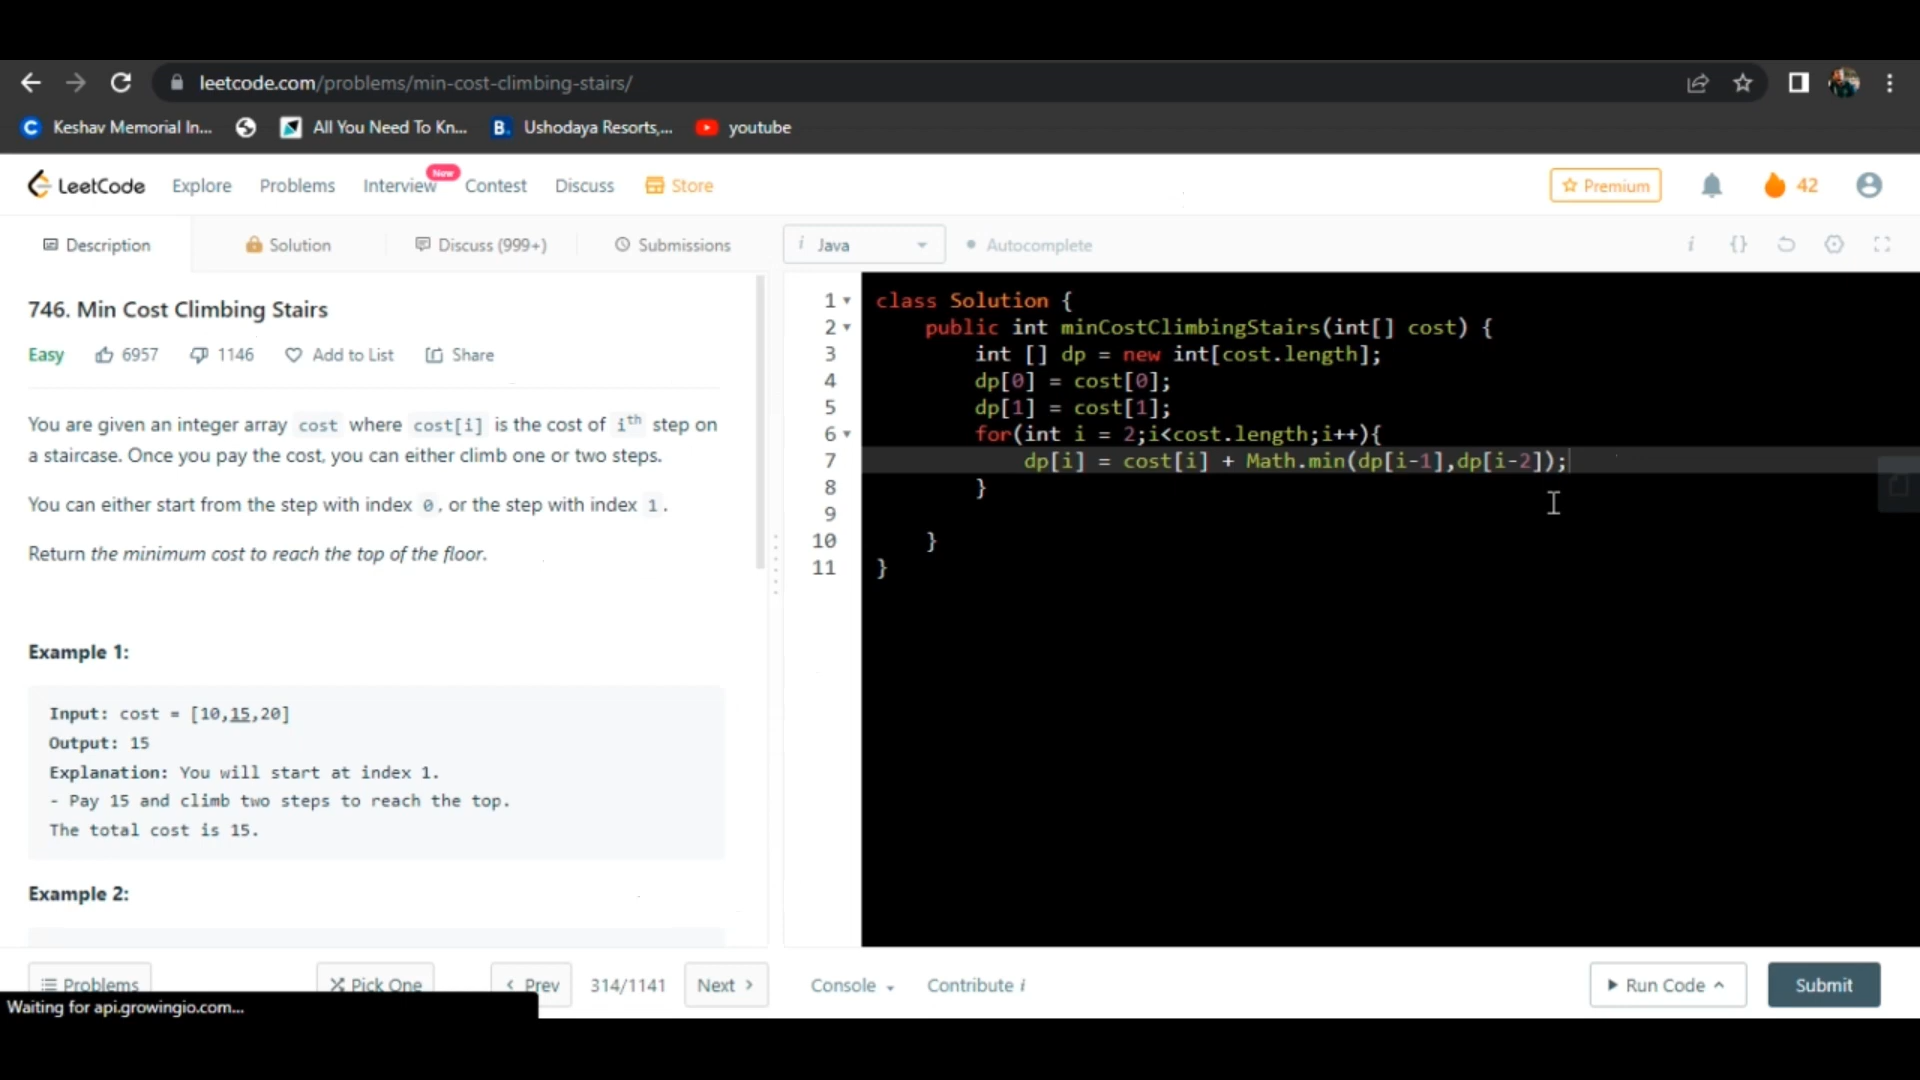 leetcode.com/problems/min-cost-climbing-stairs/
Keshav Memorial In... All You Need To Kn... B. Ushodaya Resorts,... youtube
LeetCode Explore Problems Interview New Contest Discuss Store Premium 42
Description Solution Discuss (999+) Submissions i Java Autocomplete i {}
746. Min Cost Climbing Stairs
Easy 6957 1146 Add to List Share
You are given an integer array cost where cost[i] is the cost of ith step on
a staircase. Once you pay the cost, you can either climb one or two steps.
You can either start from the step with index 0, or the step with index 1.
Return the minimum cost to reach the top of the floor.
Example 1:
Input: cost = [10,15,20]
Output: 15
Explanation: You will start at index 1.
- Pay 15 and climb two steps to reach the top.
The total cost is 15.
Example 2:
1 class Solution {
2 public int minCostClimbingStairs(int[] cost) {
3 int [] dp = new int[cost.length];
4 dp[0] = cost[0];
5 dp[1] = cost[1];
6 for(int i = 2;i<cost.length;i++){
7 dp[i] = cost[i] + Math.min(dp[i-1],dp[i-2]);
8 }
9
10 }
11 }
Problems Pick One < Prev 314/1141 Next > Console Contribute i Run Code Submit
Waiting for api.growingio.com...